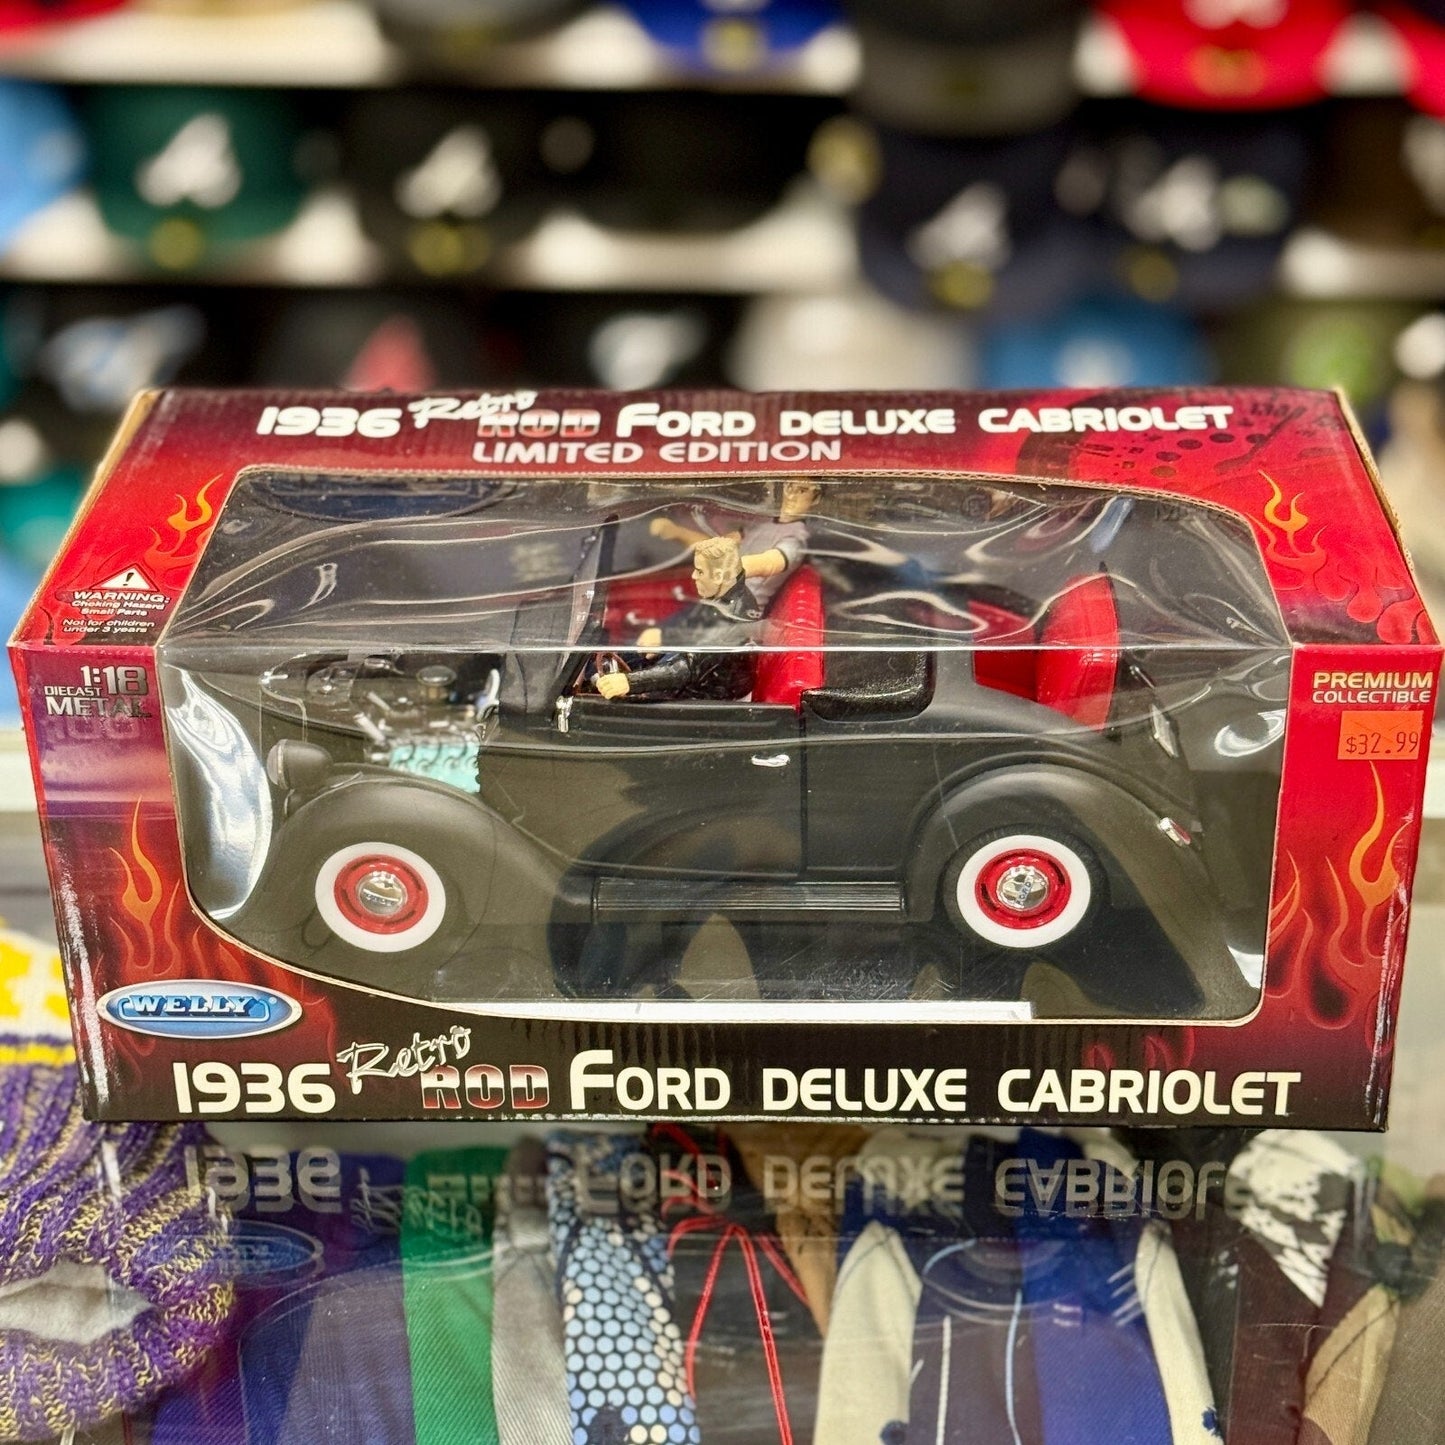 1936 Retro ROD FORD DELUXE CABRIOLET
LIMITED EDITION
WARNING:
Choking Hazard
Small Parts
Not for children
under 3 years
1:18
DIECAST
METAL
PREMIUM
COLLECTIBLE
$32.99
WELLY
1936 Retro ROD FORD DELUXE CABRIOLET